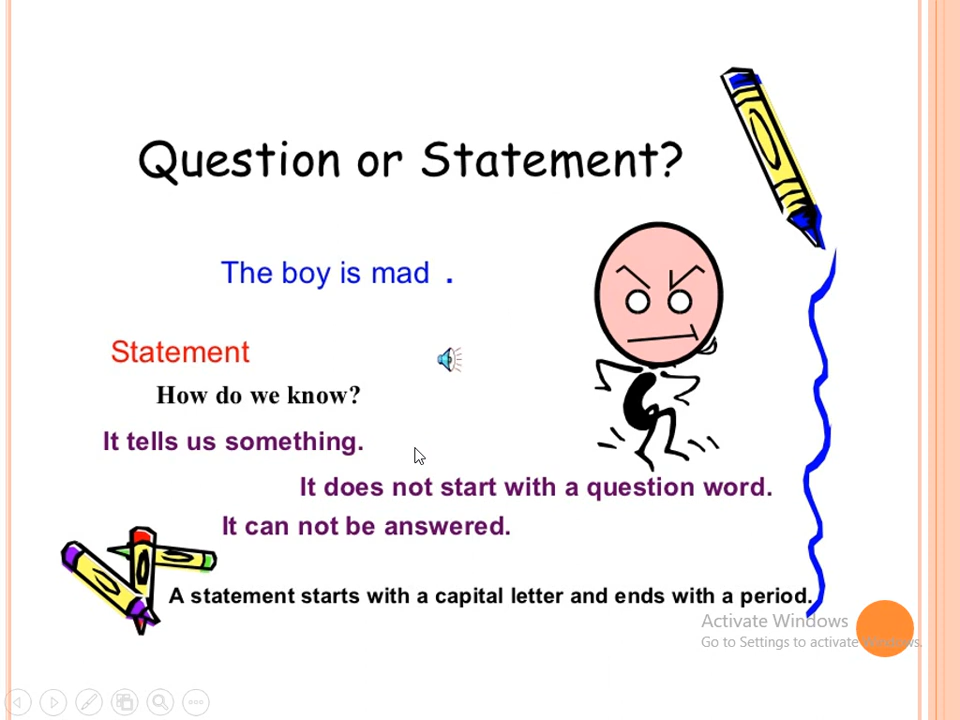 Question or Statement?
The boy is mad .
Statement
How do we know?
It tells us something.
It does not start with a question word.
It can not be answered.
A statement starts with a capital letter and ends with a period.
Activate Windows
Go to Settings to activate Windows.